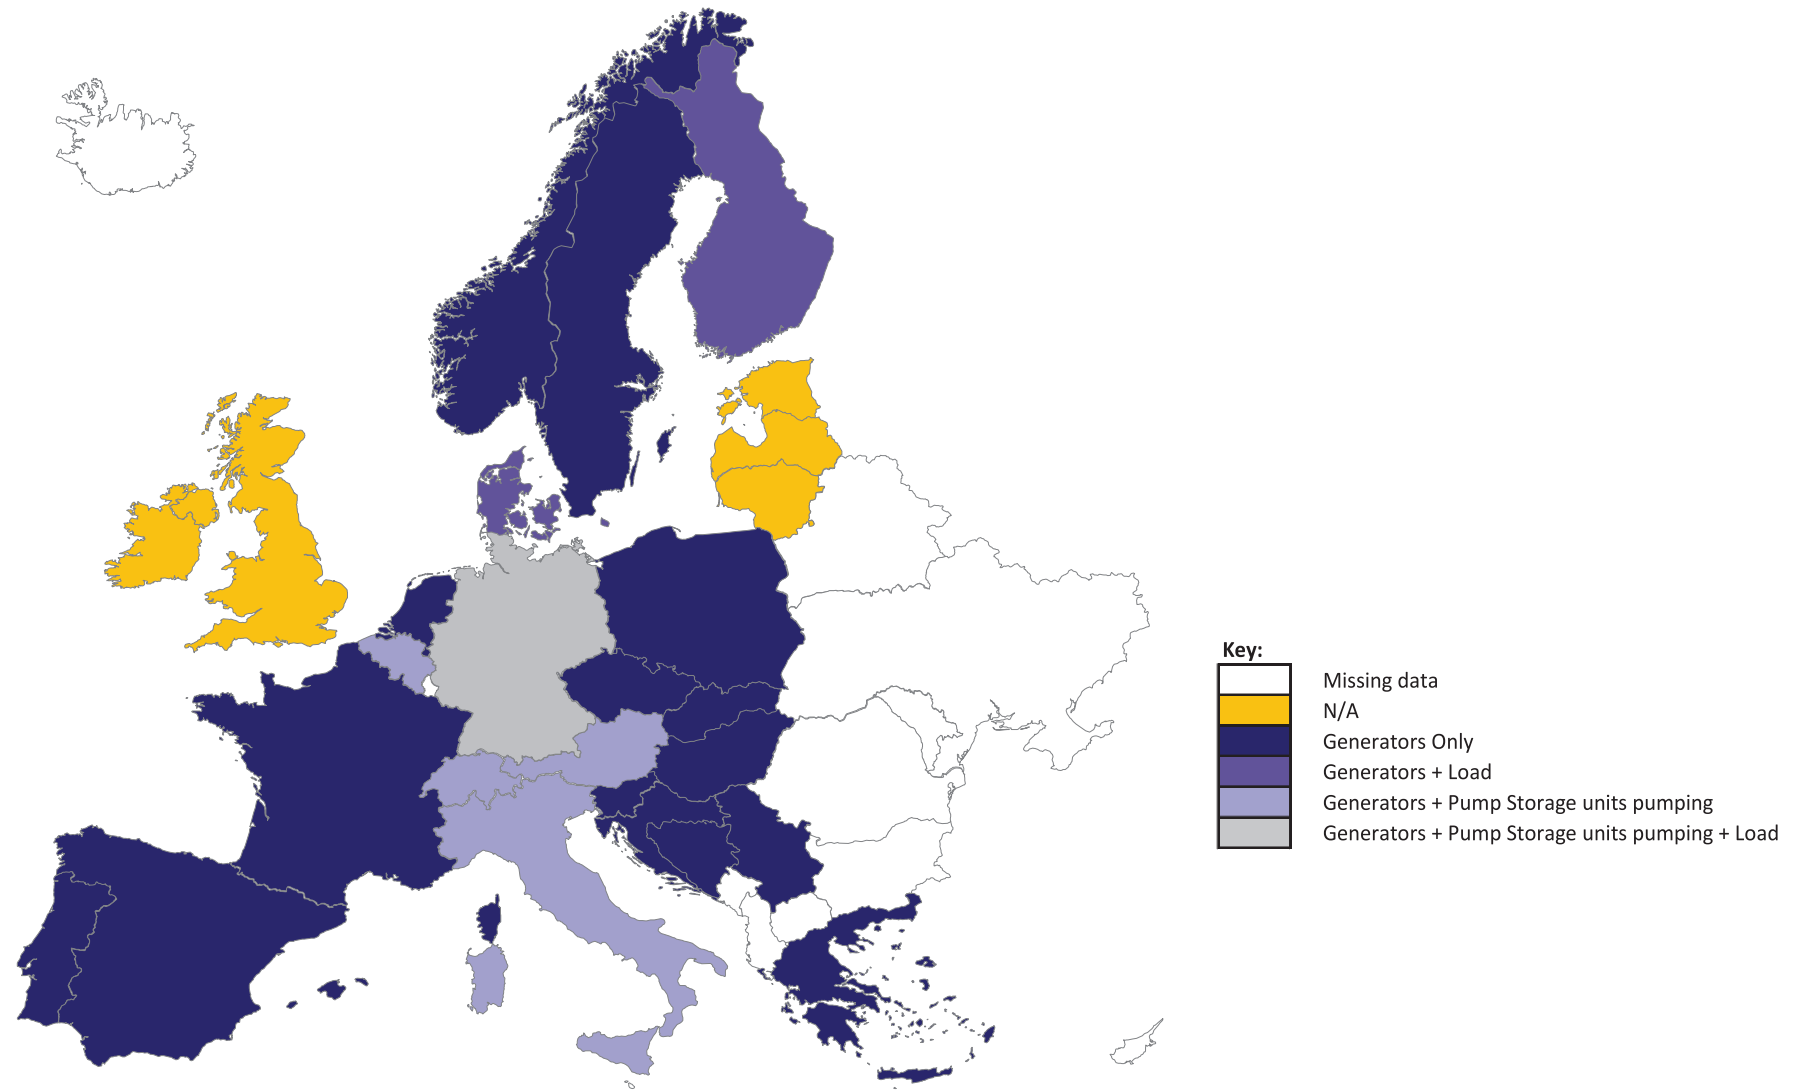 Key:
Missing data
N/A
Generators Only
Generators + Load
Generators + Pump Storage units pumping
Generators + Pump Storage units pumping + Load